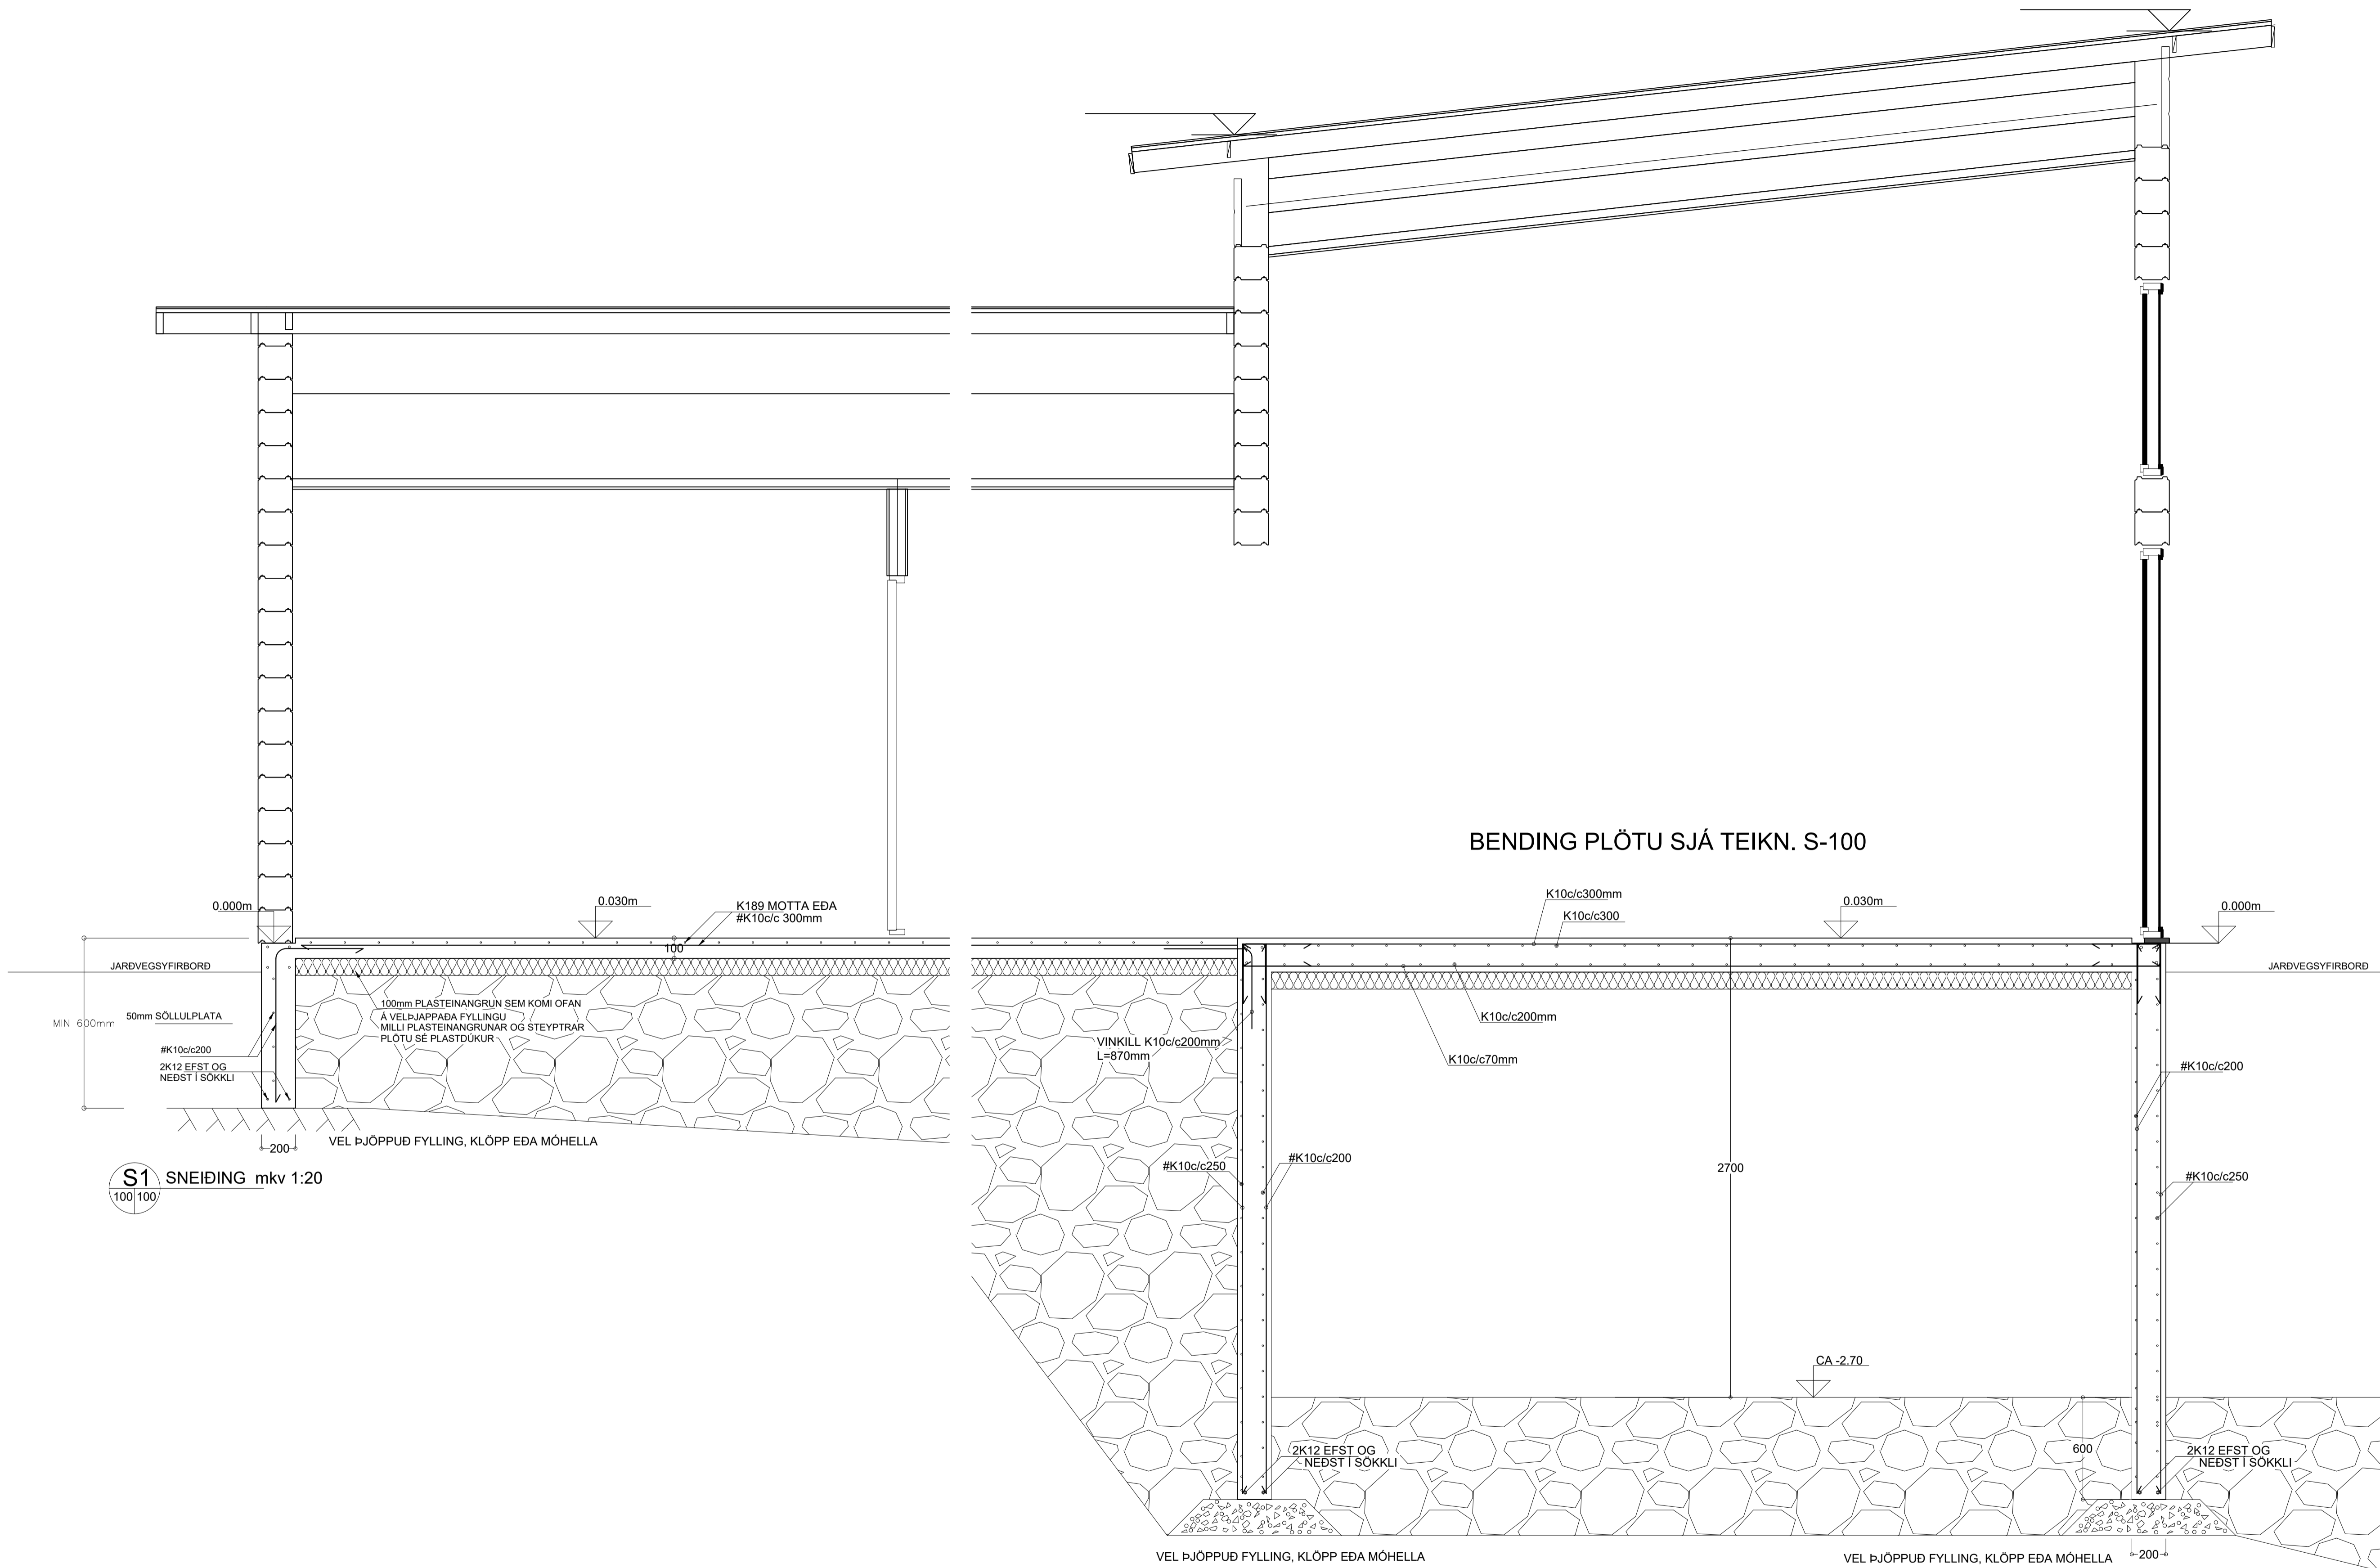 BENDING PLÖTU SJÁ TEIKN. S-100
0.000m
0.030m
K189 MOTTA EÐA
#K10c/c 300mm
100
K10c/c300mm
K10c/c300
0.030m
0.000m
JARÐVEGSYFIRBORÐ
JARÐVEGSYFIRBORÐ
MIN 600mm
50mm SÖLLULPLATA
100mm PLASTEINANGRUN SEM KOMI OFAN
Á VELÞJAPPAÐA FYLLINGU
MILLI PLASTEINANGRUNAR OG STEYPTRAR
PLÖTU SÉ PLASTDÚKUR
#K10c/c200
2K12 EFST OG
NEÐST Í SÖKKLI
VINKILL K10c/c200mm
L=870mm
K10c/c200mm
K10c/c70mm
#K10c/c200
200
VEL ÞJÖPPUÐ FYLLING, KLÖPP EÐA MÓHELLA
S1
100 100
SNEIÐING mkv 1:20
#K10c/c250
#K10c/c200
2700
#K10c/c250
CA -2.70
2K12 EFST OG
NEÐST Í SÖKKLI
600
2K12 EFST OG
NEÐST Í SÖKKLI
VEL ÞJÖPPUÐ FYLLING, KLÖPP EÐA MÓHELLA
VEL ÞJÖPPUÐ FYLLING, KLÖPP EÐA MÓHELLA
200